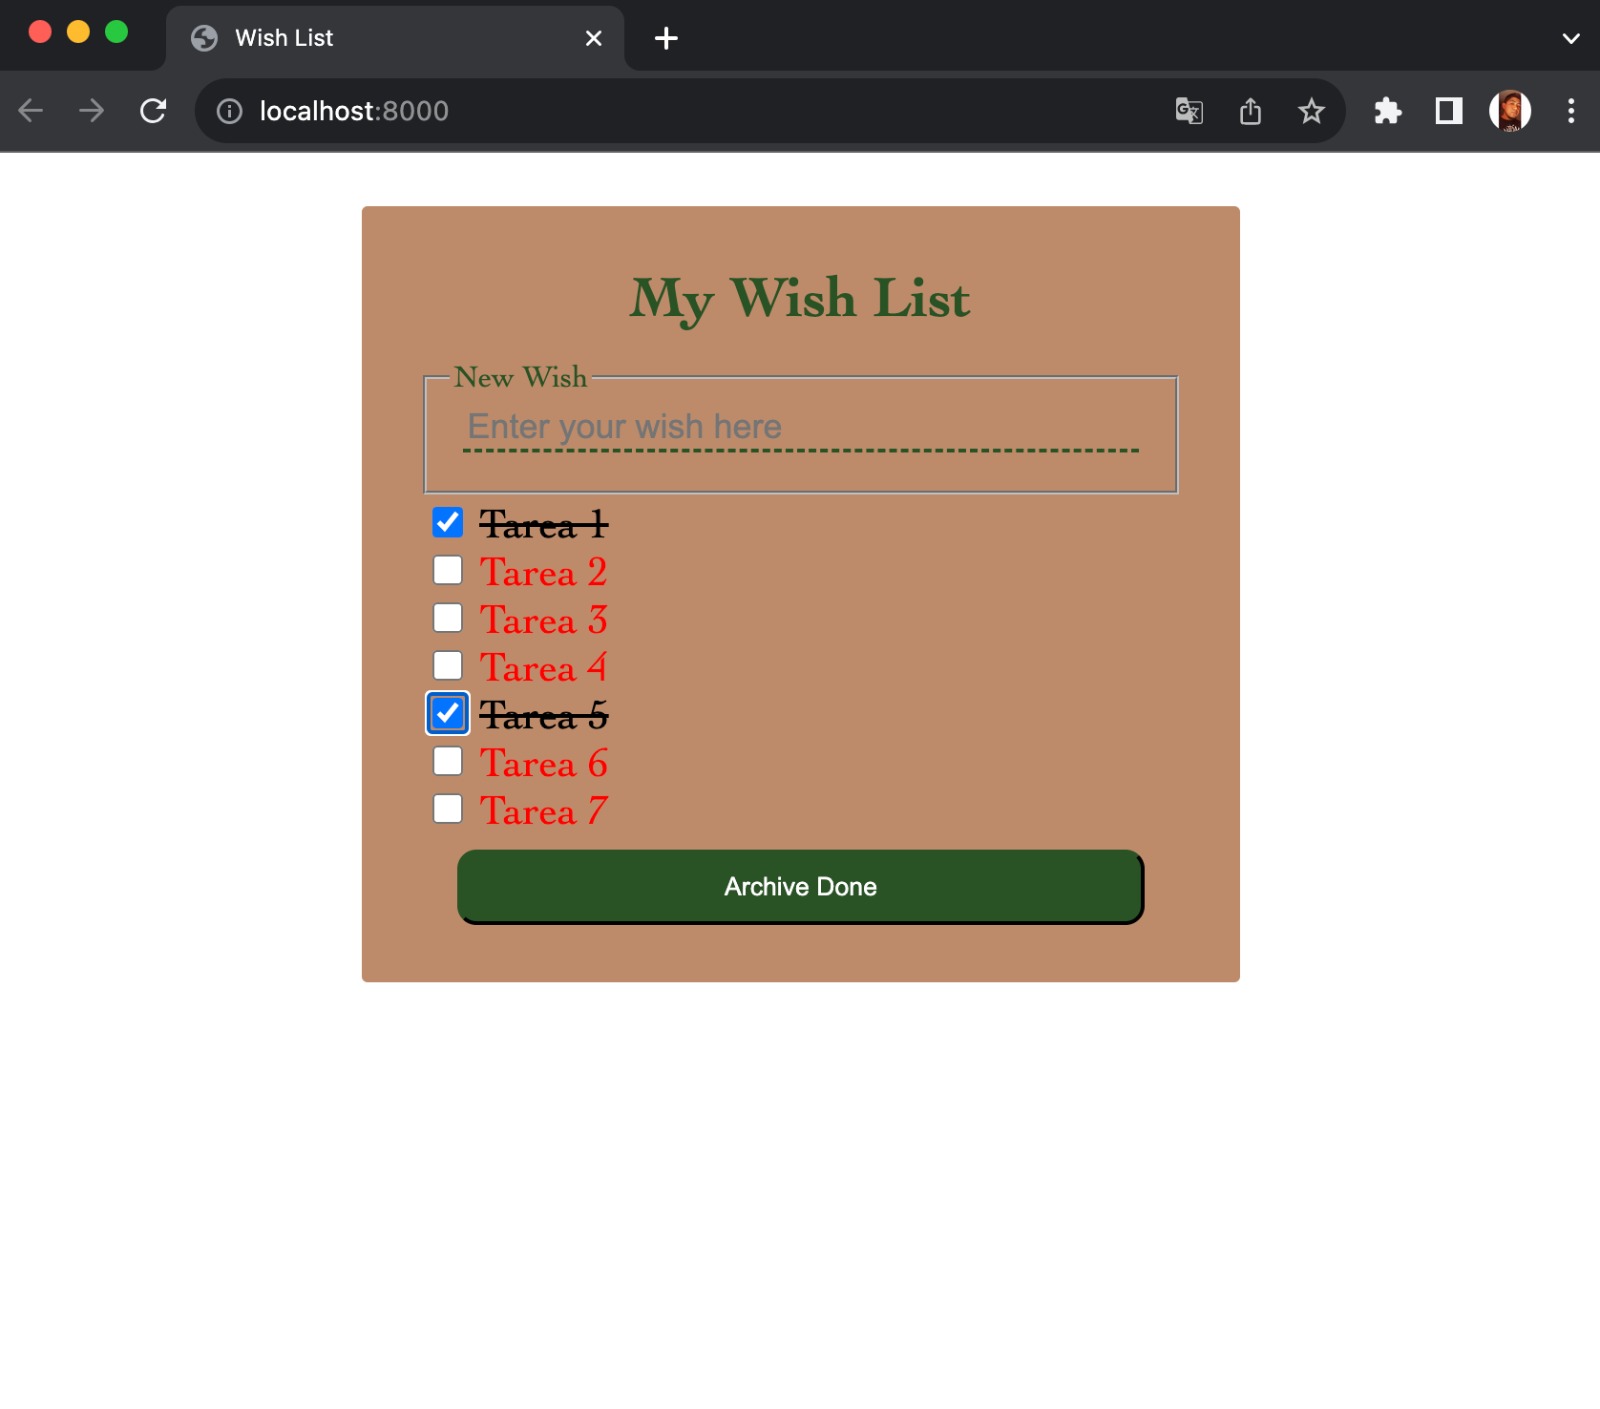 Wish List
localhost:8000
My Wish List
New Wish
Enter your wish here
Tarea 1
Tarea 2
Tarea 3
Tarea 4
Tarea 5
Tarea 6
Tarea 7
Archive Done